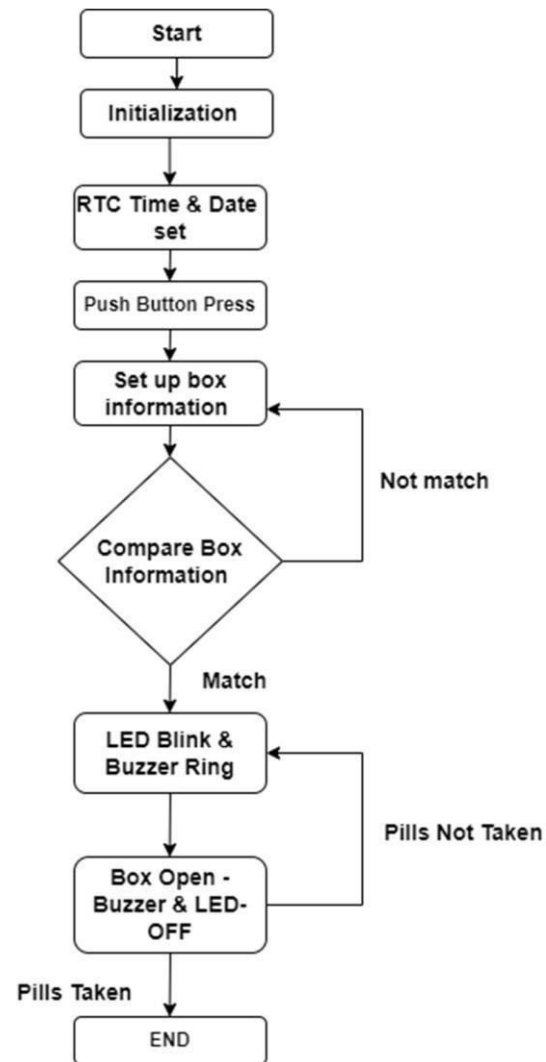 Start
Initialization
RTC Time & Date
set
Push Button Press
Set up box
information
Not match
Compare Box
Information
Match
LED Blink &
Buzzer Ring
Pills Not Taken
Box Open -
Buzzer & LED-
OFF
Pills Taken
END